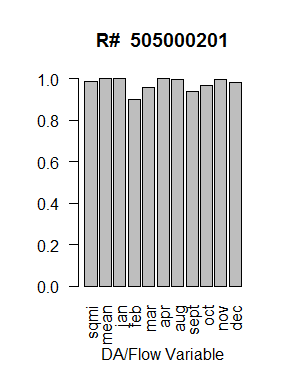 R#  505000201
1.0
0.8
0.6
0.4
0.2
0.0
sqmi
mean
jan
feb
mar
apr
aug
sept
oct
nov
dec
DA/Flow Variable